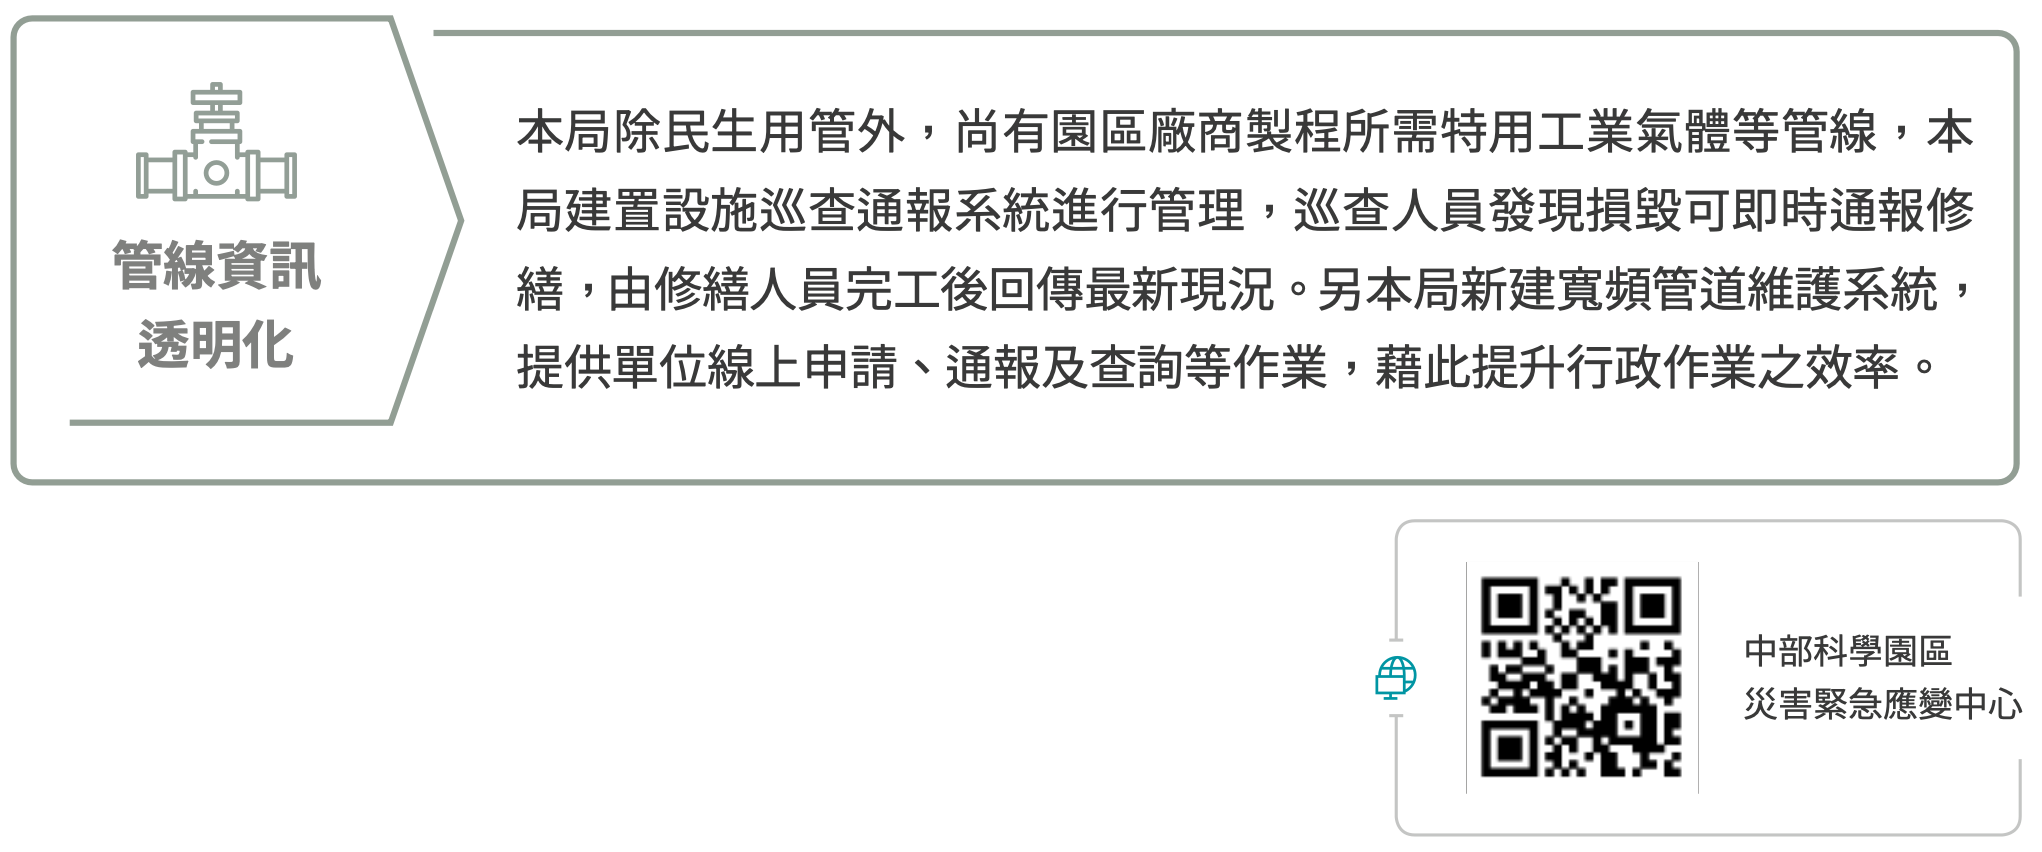 管線資訊
透明化
本局除民生用管外，尚有園區廠商製程所需特用工業氣體等管線，本
局建置設施巡查通報系統進行管理，巡查人員發現損毀可即時通報修
繕，由修繕人員完工後回傳最新現況。另本局新建寬頻管道維護系統，
提供單位線上申請、通報及查詢等作業，藉此提升行政作業之效率。
中部科學園區
災害緊急應變中心